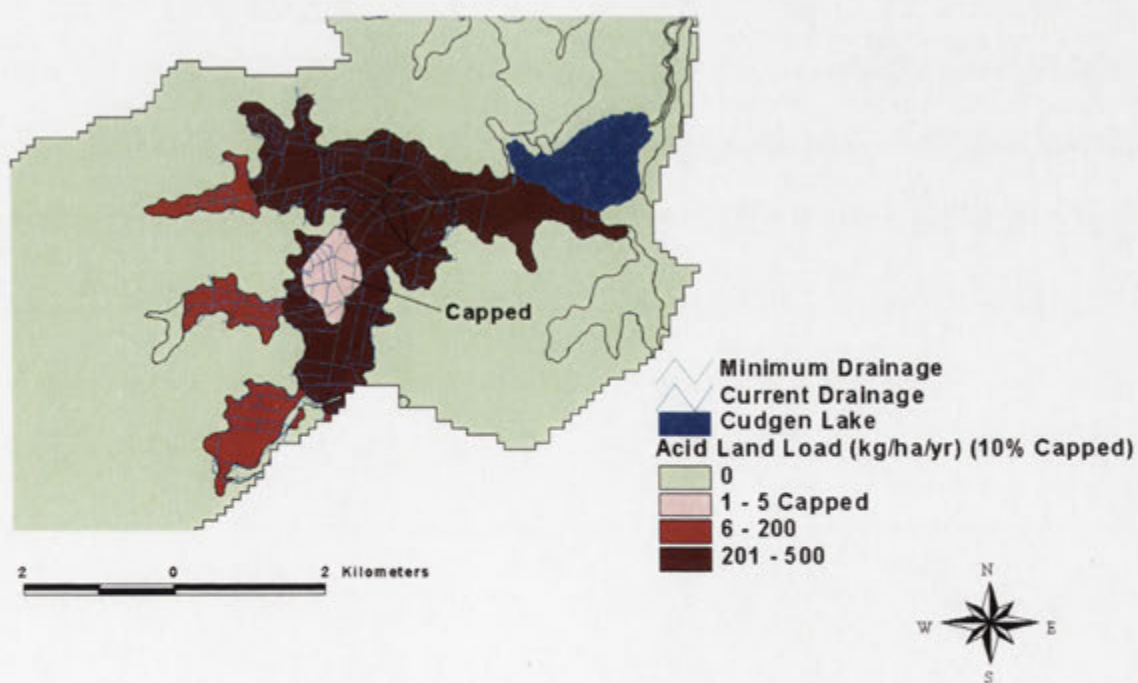 Capped
Minimum Drainage
Current Drainage
Cudgen Lake
Acid Land Load (kg/ha/yr) (10% Capped)
0
1 - 5 Capped
6 - 200
201 - 500
2 0 2 Kilometers
N
W E
S